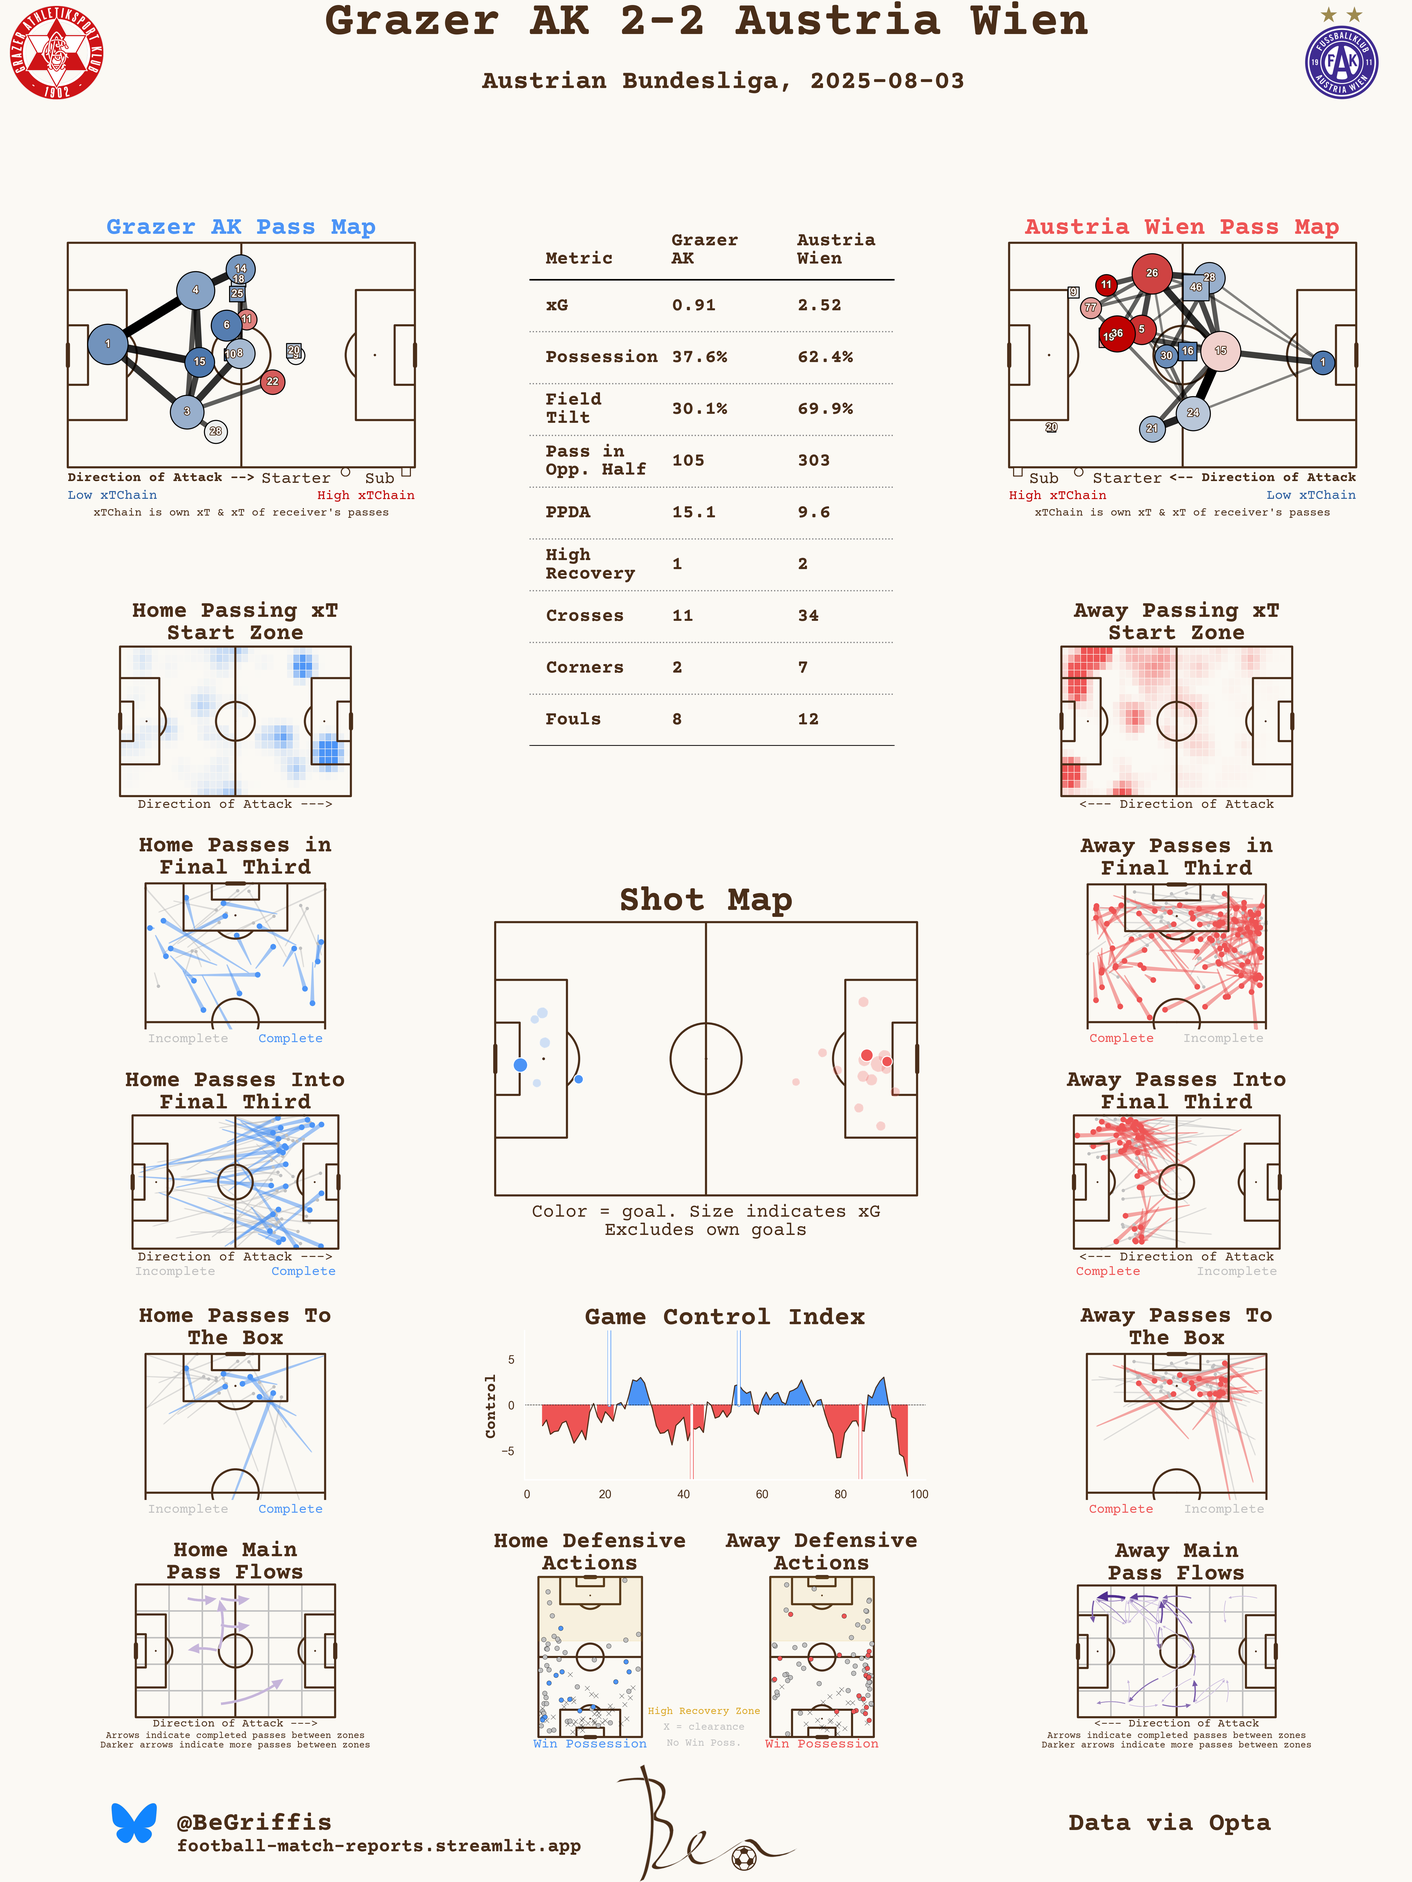 Grazer AK 2-2 Austria Wien
Austrian Bundesliga, 2025-08-03
GRAZER ATHLETIKSPORT KLUB
- 1902 -
FUSSBALLKLUB
19 FAK 11
AUSTRIA WIEN
Grazer AK Pass Map
14
18
4
25
11
6
1
10 8
20
9
15
22
3
28
Direction of Attack --> Starter Sub
Low xTChain High xTChain
xTChain is own xT & xT of receiver's passes
Metric Grazer AK Austria Wien
xG 0.91 2.52
Possession 37.6% 62.4%
Field Tilt 30.1% 69.9%
Pass in Opp. Half 105 303
PPDA 15.1 9.6
High Recovery 1 2
Crosses 11 34
Corners 2 7
Fouls 8 12
Austria Wien Pass Map
26
28
11
46
9
77
36
5
19
16
15
30
1
24
20
21
Sub Starter <-- Direction of Attack
High xTChain Low xTChain
xTChain is own xT & xT of receiver's passes
Home Passing xT
Start Zone
Direction of Attack --->
Away Passing xT
Start Zone
<--- Direction of Attack
Home Passes in
Final Third
Incomplete Complete
Away Passes in
Final Third
Complete Incomplete
Shot Map
Color = goal. Size indicates xG
Excludes own goals
Home Passes Into
Final Third
Direction of Attack --->
Incomplete Complete
Away Passes Into
Final Third
<--- Direction of Attack
Complete Incomplete
Home Passes To
The Box
Incomplete Complete
Game Control Index
Control
5
0
−5
0 20 40 60 80 100
Away Passes To
The Box
Complete Incomplete
Home Main
Pass Flows
Direction of Attack --->
Arrows indicate completed passes between zones
Darker arrows indicate more passes between zones
Home Defensive
Actions
Win Possession
High Recovery Zone
X = clearance
No Win Poss.
Away Defensive
Actions
Win Possession
Away Main
Pass Flows
<--- Direction of Attack
Arrows indicate completed passes between zones
Darker arrows indicate more passes between zones
@BeGriffis
football-match-reports.streamlit.app
Ben
Data via Opta